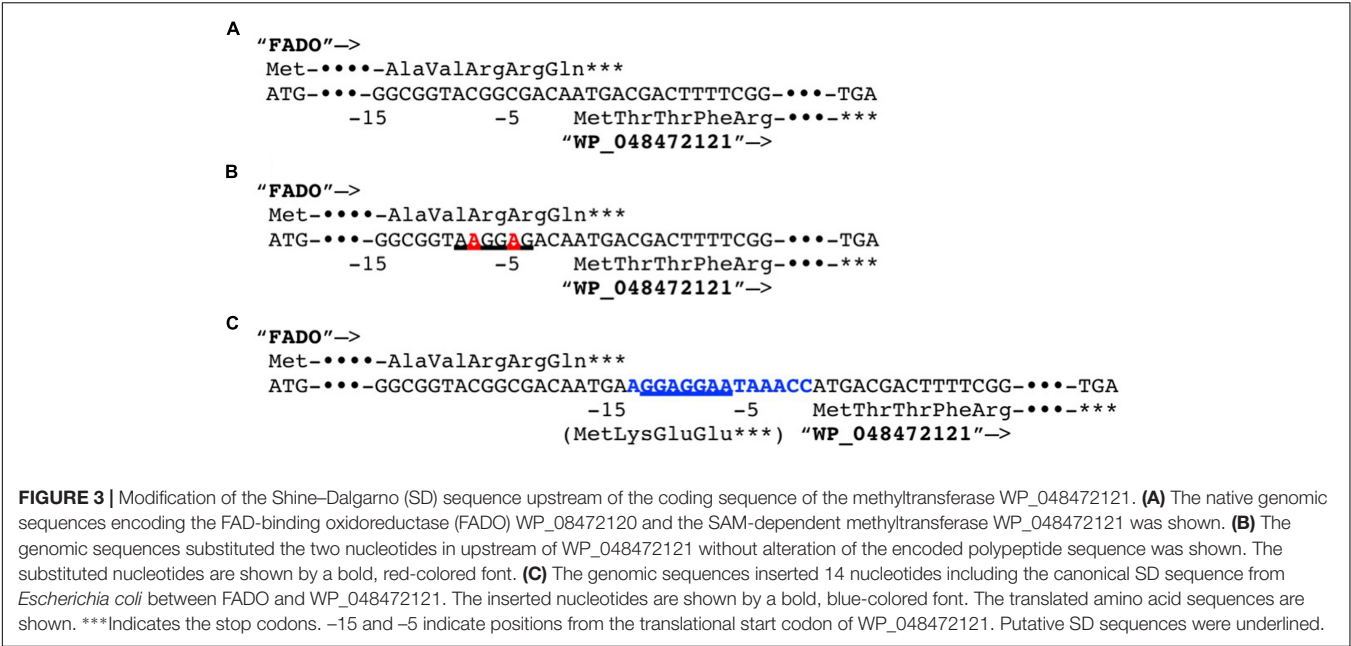 A
“FADO”—>
Met-••••-AlaValArgArgGln***
ATG-•••-GGCGGTACGGCGACAATGACGACTTTTCGG-•••-TGA
-15 -5 MetThrThrPheArg-•••-***
“WP_048472121”—>
B
“FADO”—>
Met-••••-AlaValArgArgGln***
ATG-•••-GGCGGTAAGGAGACAATGACGACTTTTCGG-•••-TGA
-15 -5 MetThrThrPheArg-•••-***
“WP_048472121”—>
C
“FADO”—>
Met-••••-AlaValArgArgGln***
ATG-•••-GGCGGTACGGCGACAATGAAGGAGGAATAAACCATGACGACTTTTCGG-•••-TGA
-15 -5 MetThrThrPheArg-•••-***
(MetLysGluGlu***) “WP_048472121”—>
FIGURE 3 | Modification of the Shine–Dalgarno (SD) sequence upstream of the coding sequence of the methyltransferase WP_048472121. (A) The native genomic
sequences encoding the FAD-binding oxidoreductase (FADO) WP_08472120 and the SAM-dependent methyltransferase WP_048472121 was shown. (B) The
genomic sequences substituted the two nucleotides in upstream of WP_048472121 without alteration of the encoded polypeptide sequence was shown. The
substituted nucleotides are shown by a bold, red-colored font. (C) The genomic sequences inserted 14 nucleotides including the canonical SD sequence from
Escherichia coli between FADO and WP_048472121. The inserted nucleotides are shown by a bold, blue-colored font. The translated amino acid sequences are
shown. ***Indicates the stop codons. –15 and –5 indicate positions from the translational start codon of WP_048472121. Putative SD sequences were underlined.